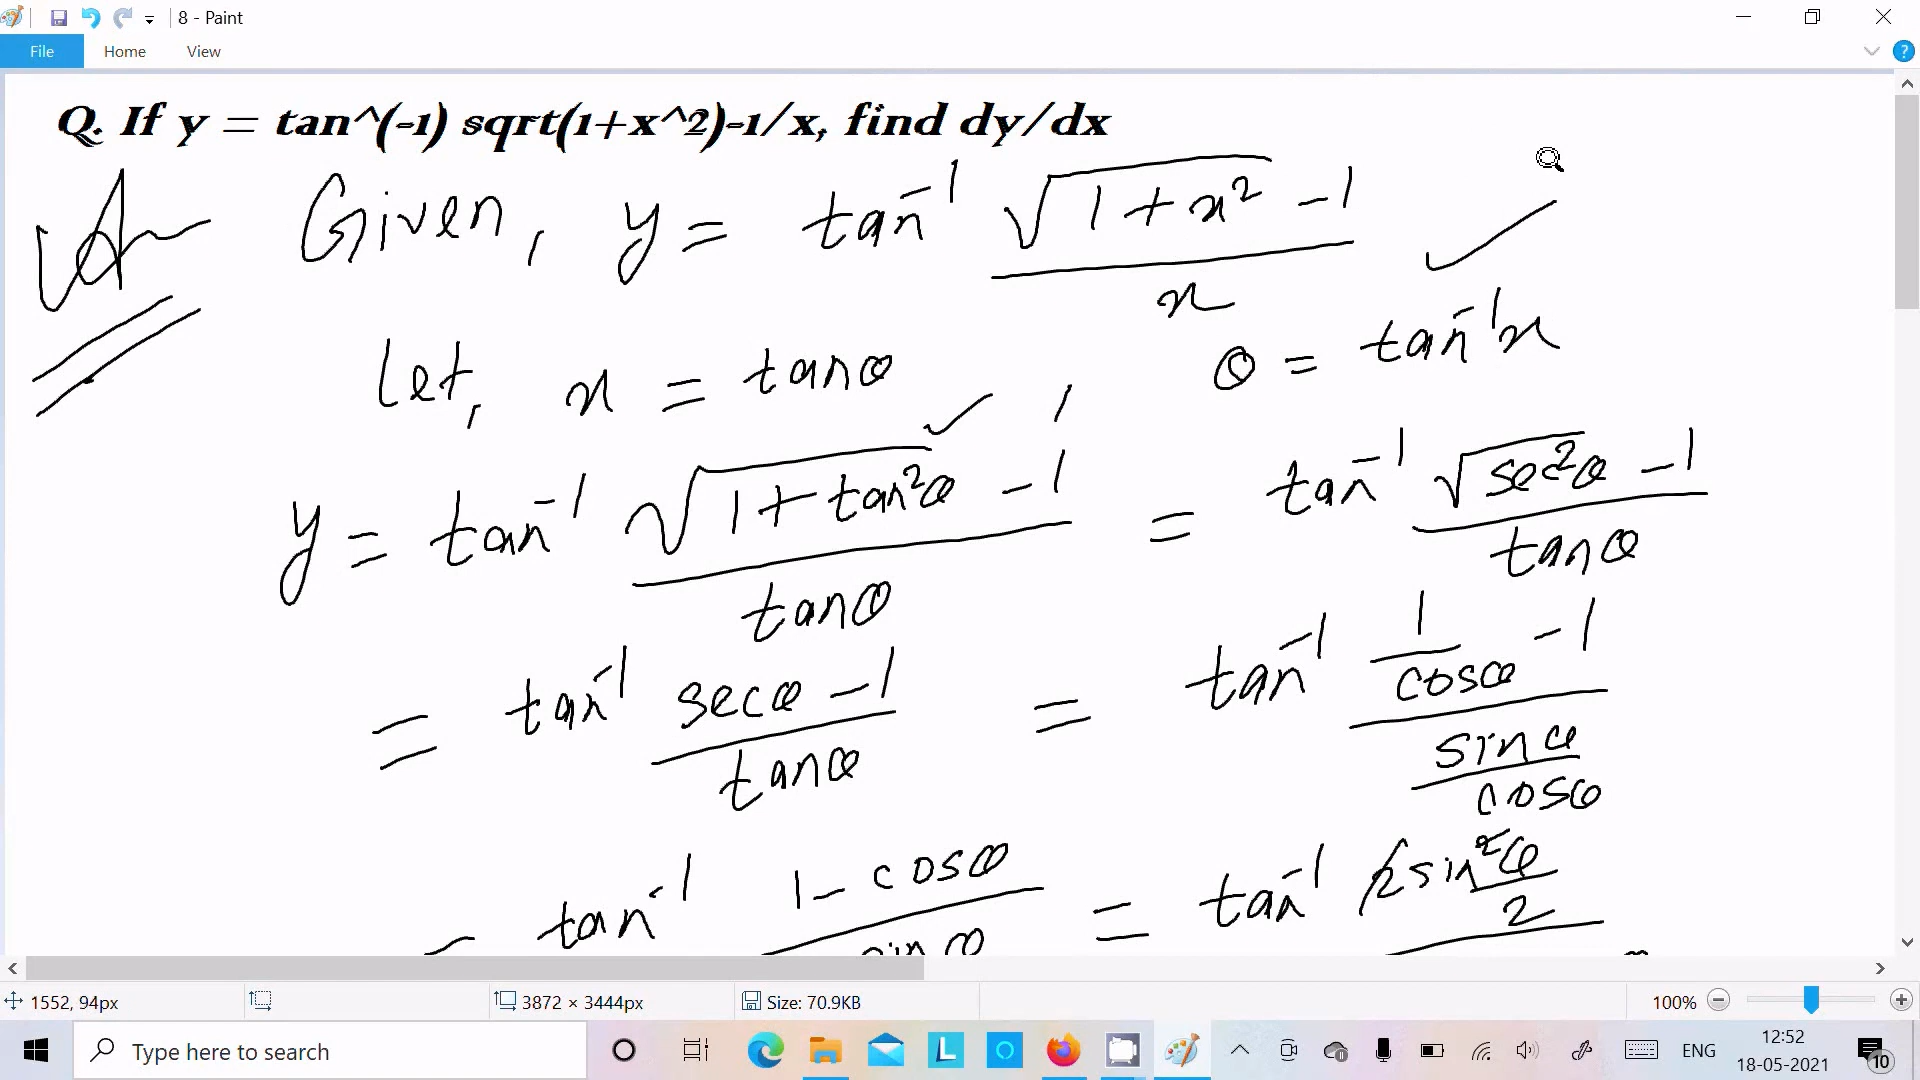 8 - Paint
File Home View
Q. If y = tan^(-1) sqrt(1+x^2)-1/x, find dy/dx
A Given, y = tan⁻¹ (√(1+x²) -1)/x
Let, x = tanθ θ = tan⁻¹x
y = tan⁻¹ (√(1+tan²θ) -1)/tanθ = tan⁻¹ (√(sec²θ) -1)/tanθ
= tan⁻¹ (secθ -1)/tanθ = tan⁻¹ (1/cosθ -1)/(sinθ/cosθ)
= tan⁻¹ (1- cosθ)/sinθ = tan⁻¹ 2sin²θ/2
1552, 94px 3872 × 3444px Size: 70.9KB 100%
Type here to search ENG 12:52
18-05-2021 10